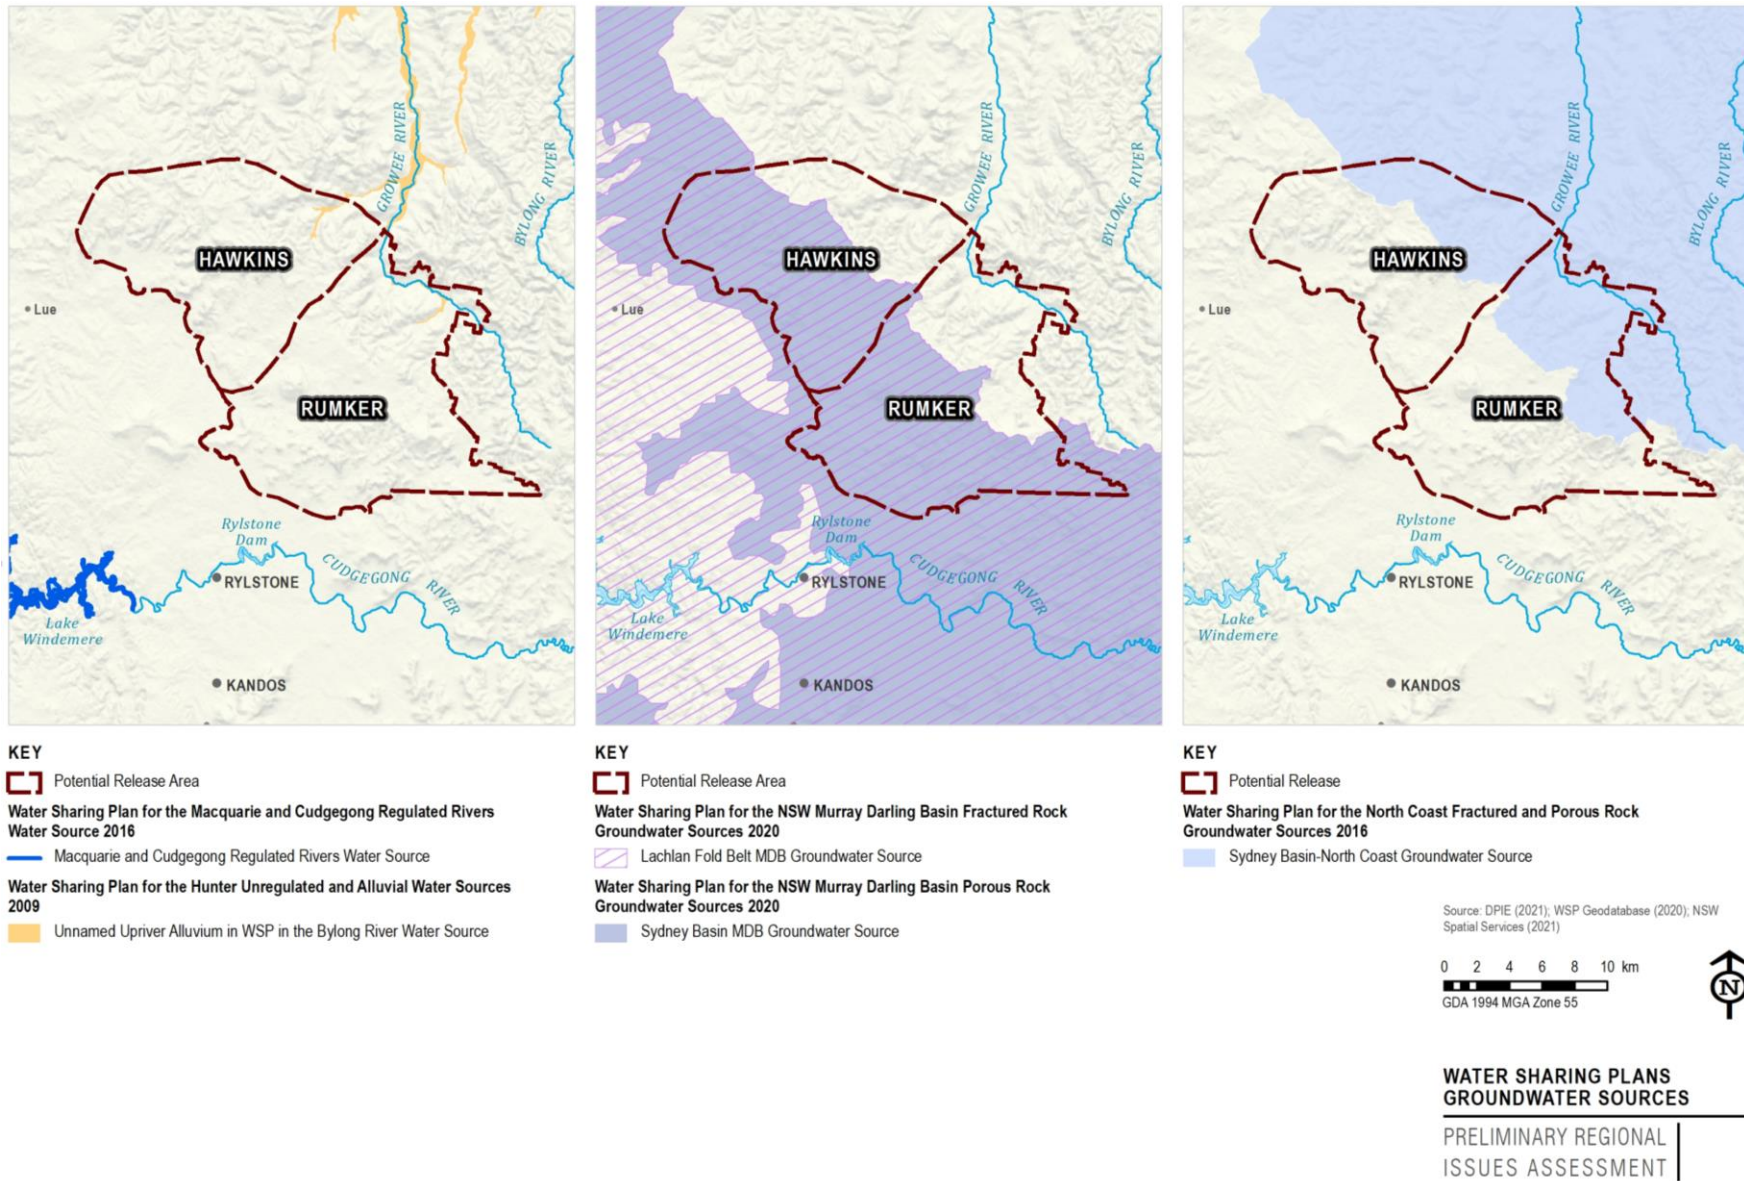 GROWEE RIVER
BYLONG RIVER
HAWKINS
Lue
RUMKER
Rylstone
Dam
CUDGEGONG RIVER
RYLSTONE
Lake
Windemere
KANDOS
GROWEE RIVER
BYLONG RIVER
HAWKINS
Lue
RUMKER
Rylstone
Dam
CUDGEGONG RIVER
RYLSTONE
Lake
Windemere
KANDOS
GROWEE RIVER
BYLONG RIVER
HAWKINS
Lue
RUMKER
Rylstone
Dam
CUDGEGONG RIVER
RYLSTONE
Lake
Windemere
KANDOS
KEY
Potential Release Area
Water Sharing Plan for the Macquarie and Cudgegong Regulated Rivers
Water Source 2016
Macquarie and Cudgegong Regulated Rivers Water Source
Water Sharing Plan for the Hunter Unregulated and Alluvial Water Sources
2009
Unnamed Upriver Alluvium in WSP in the Bylong River Water Source
KEY
Potential Release Area
Water Sharing Plan for the NSW Murray Darling Basin Fractured Rock
Groundwater Sources 2020
Lachlan Fold Belt MDB Groundwater Source
Water Sharing Plan for the NSW Murray Darling Basin Porous Rock
Groundwater Sources 2020
Sydney Basin MDB Groundwater Source
KEY
Potential Release
Water Sharing Plan for the North Coast Fractured and Porous Rock
Groundwater Sources 2016
Sydney Basin-North Coast Groundwater Source
Source: DPIE (2021); WSP Geodatabase (2020); NSW
Spatial Services (2021)
0 2 4 6 8 10 km
GDA 1994 MGA Zone 55
N
WATER SHARING PLANS
GROUNDWATER SOURCES
PRELIMINARY REGIONAL
ISSUES ASSESSMENT